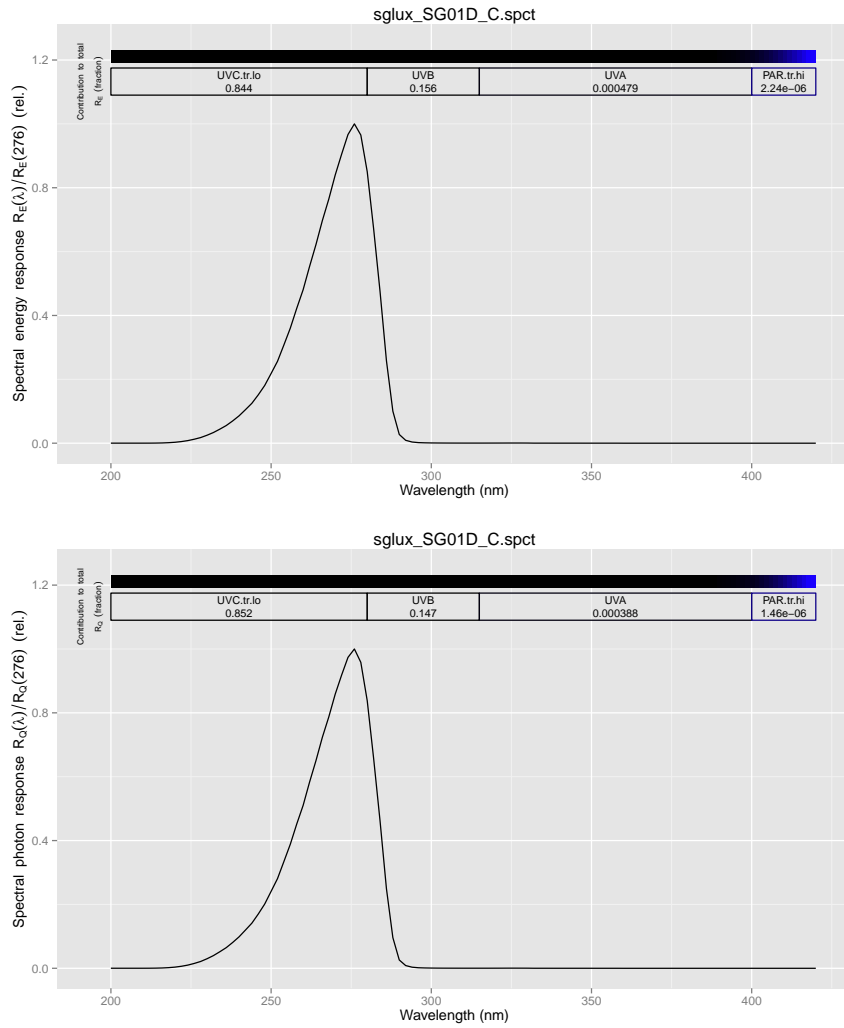 sglux_SG01D_C.spct
Contribution to total
R_E (fraction)
UVC.tr.lo
0.844
UVB
0.156
UVA
0.000479
PAR.tr.hi
2.24e−06
Spectral energy response R_E(λ)/R_E(276) (rel.)
1.2
0.8
0.4
0.0
200
250
300
350
400
Wavelength (nm)
sglux_SG01D_C.spct
Contribution to total
R_Q (fraction)
UVC.tr.lo
0.852
UVB
0.147
UVA
0.000388
PAR.tr.hi
1.46e−06
Spectral photon response R_Q(λ)/R_Q(276) (rel.)
1.2
0.8
0.4
0.0
200
250
300
350
400
Wavelength (nm)